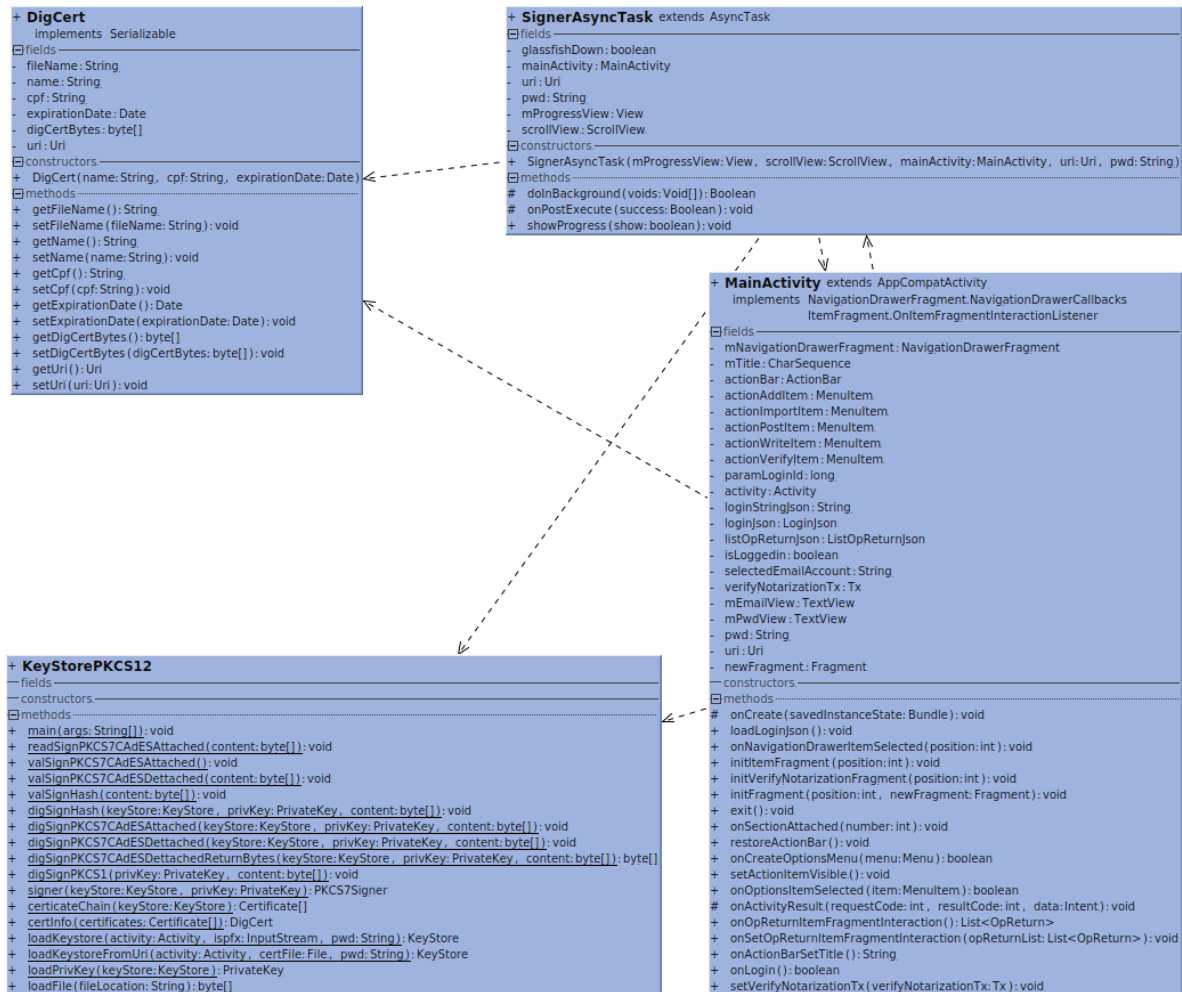 + DigCert
implements Serializable
fields
- fileName: String
- name: String
- cpf: String
- expirationDate: Date
- digCertBytes: byte[]
- uri: Uri
constructors
+ DigCert(name: String, cpf: String, expirationDate: Date)
methods
+ getFileName(): String
+ setFileName(fileName: String): void
+ getName(): String
+ setName(name: String): void
+ getCpf(): String
+ setCpf(cpf: String): void
+ getExpirationDate(): Date
+ setExpirationDate(expirationDate: Date): void
+ getDigCertBytes(): byte[]
+ setDigCertBytes(digCertBytes: byte[]): void
+ getUri(): Uri
+ setUri(uri: Uri): void
+ SignerAsyncTask extends AsyncTask
fields
- glassfishDown: boolean
- mainActivity: MainActivity
- uri: Uri
- pwd: String
- mProgressView: View
- scrollView: ScrollView
constructors
+ SignerAsyncTask(mProgressView: View, scrollView: ScrollView, mainActivity: MainActivity, uri: Uri, pwd: String)
methods
# doInBackground(voids: Void[]): Boolean
# onPostExecute(success: Boolean): void
+ showProgress(show: boolean): void
+ MainActivity extends AppCompatActivity
implements NavigationDrawerFragment.NavigationDrawerCallbacks
ItemFragment.OnItemFragmentInteractionListener
fields
- mNavigationDrawerFragment: NavigationDrawerFragment
- mTitle: CharSequence
- actionBar: ActionBar
- actionAddItem: MenuItem
- actionImportItem: MenuItem
- actionPostItem: MenuItem
- actionWriteItem: MenuItem
- actionVerifyItem: MenuItem
- paramLoginId: long
- activity: Activity
- loginStringJson: String
- loginJson: LoginJson
- listOpReturnJson: ListOpReturnJson
- isLoggedin: boolean
- selectedEmailAccount: String
- verifyNotarizationTx: Tx
- mEmailView: TextView
- mPwdView: TextView
- pwd: String
- uri: Uri
- newFragment: Fragment
constructors
methods
# onCreate(savedInstanceState: Bundle): void
+ loadLoginJson(): void
+ onNavigationDrawerItemSelected(position: int): void
+ initItemFragment(position: int): void
+ initVerifyNotarizationFragment(position: int): void
+ initFragment(position: int, newFragment: Fragment): void
+ exit(): void
+ onSectionAttached(number: int): void
+ restoreActionBar(): void
+ onCreateOptionsMenu(menu: Menu): boolean
+ setActionItemVisible(): void
+ onOptionsItemSelected(item: MenuItem): boolean
# onActivityResult(requestCode: int, resultCode: int, data: Intent): void
+ onOpReturnItemFragmentInteraction(): List<OpReturn>
+ onSetOpReturnItemFragmentInteraction(opReturnList: List<OpReturn>): void
+ onActionBarSetTitle(): String
+ onLogin(): boolean
+ setVerifyNotarizationTx(verifyNotarizationTx: Tx): void
+ KeyStorePKCS12
fields
constructors
methods
+ main(args: String[]): void
+ readSignPKCS7CAdESAttached(content: byte[]): void
+ valSignPKCS7CAdESAttached(): void
+ valSignPKCS7CAdESDettached(content: byte[]): void
+ valSignHash(content: byte[]): void
+ digSignHash(keyStore: KeyStore, privKey: PrivateKey, content: byte[]): void
+ digSignPKCS7CAdESAttached(keyStore: KeyStore, privKey: PrivateKey, content: byte[]): void
+ digSignPKCS7CAdESDettached(keyStore: KeyStore, privKey: PrivateKey, content: byte[]): void
+ digSignPKCS7CAdESDettachedReturnBytes(keyStore: KeyStore, privKey: PrivateKey, content: byte[]): byte[]
+ digSignPKCS1(privKey: PrivateKey, content: byte[]): void
+ signer(keyStore: KeyStore, privKey: PrivateKey): PKCS7Signer
+ certicateChain(keyStore: KeyStore): Certificate[]
+ certInfo(certificates: Certificate[]): DigCert
+ loadKeystore(activity: Activity, ispfx: InputStream, pwd: String): KeyStore
+ loadKeystoreFromUri(activity: Activity, certFile: File, pwd: String): KeyStore
+ loadPrivKey(keyStore: KeyStore): PrivateKey
+ loadFile(fileLocation: String): byte[]